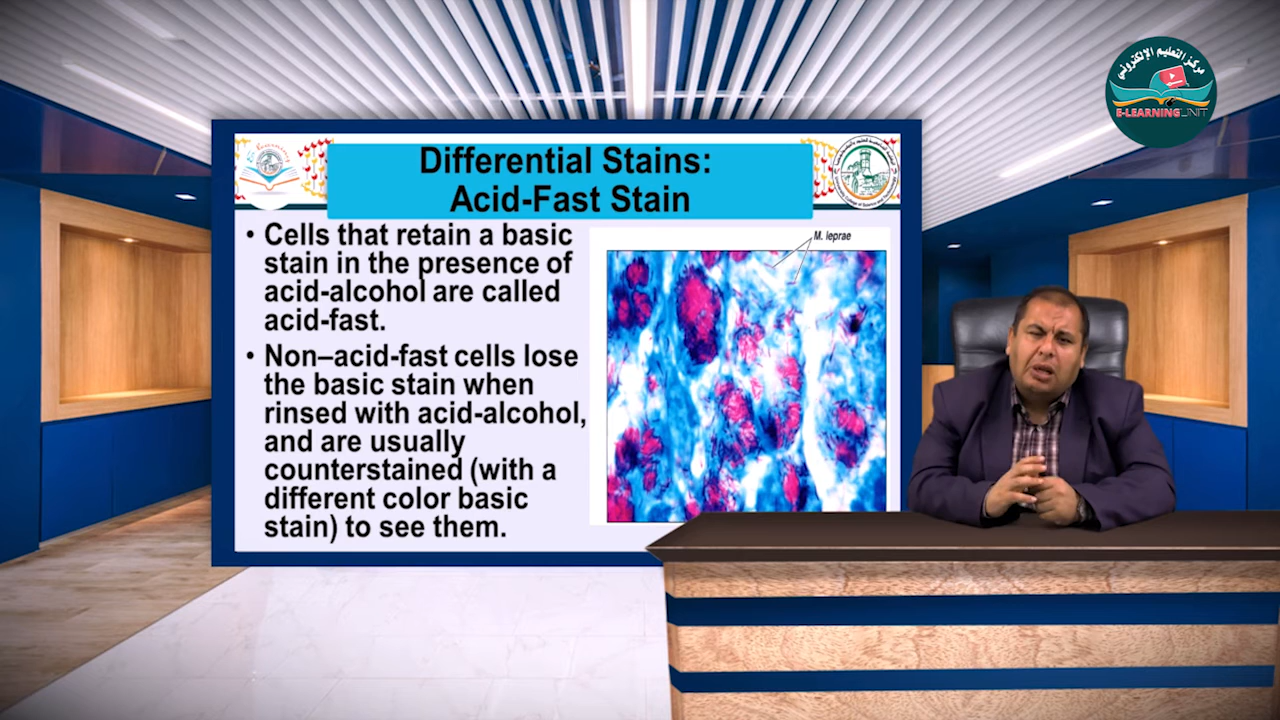 مركز التعليم الإلكتروني
E-LEARNING UNIT
Differential Stains:
Acid-Fast Stain
• Cells that retain a basic
stain in the presence of
acid-alcohol are called
acid-fast.
• Non–acid-fast cells lose
the basic stain when
rinsed with acid-alcohol,
and are usually
counterstained (with a
different color basic
stain) to see them.
M. leprae